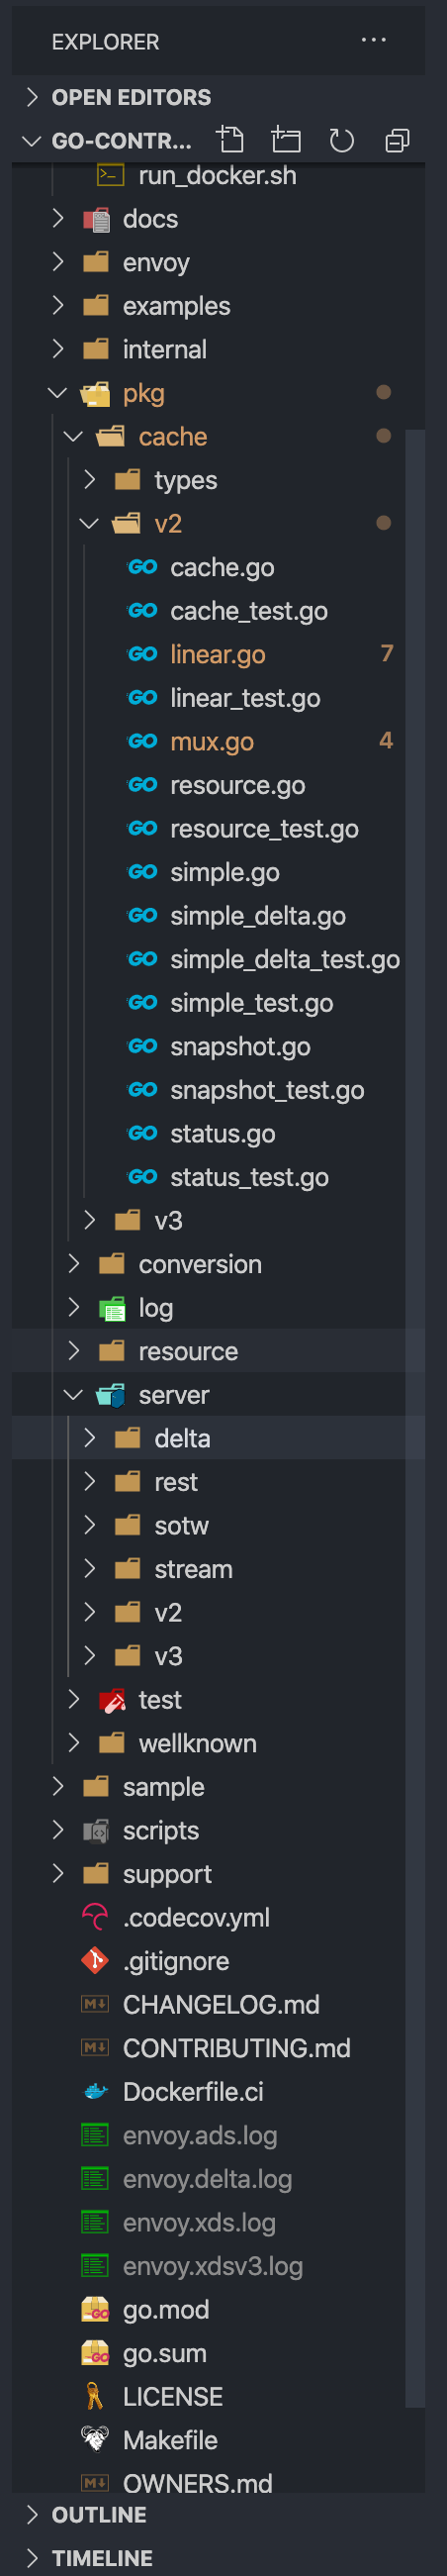 EXPLORER ...
OPEN EDITORS
GO-CONTR...
run_docker.sh
docs
envoy
examples
internal
pkg
cache
types
v2
cache.go
cache_test.go
linear.go 7
linear_test.go
mux.go 4
resource.go
resource_test.go
simple.go
simple_delta.go
simple_delta_test.go
simple_test.go
snapshot.go
snapshot_test.go
status.go
status_test.go
v3
conversion
log
resource
server
delta
rest
sotw
stream
v2
v3
test
wellknown
sample
scripts
support
.codecov.yml
.gitignore
CHANGELOG.md
CONTRIBUTING.md
Dockerfile.ci
envoy.ads.log
envoy.delta.log
envoy.xds.log
envoy.xdsv3.log
go.mod
go.sum
LICENSE
Makefile
OWNERS.md
OUTLINE
TIMELINE